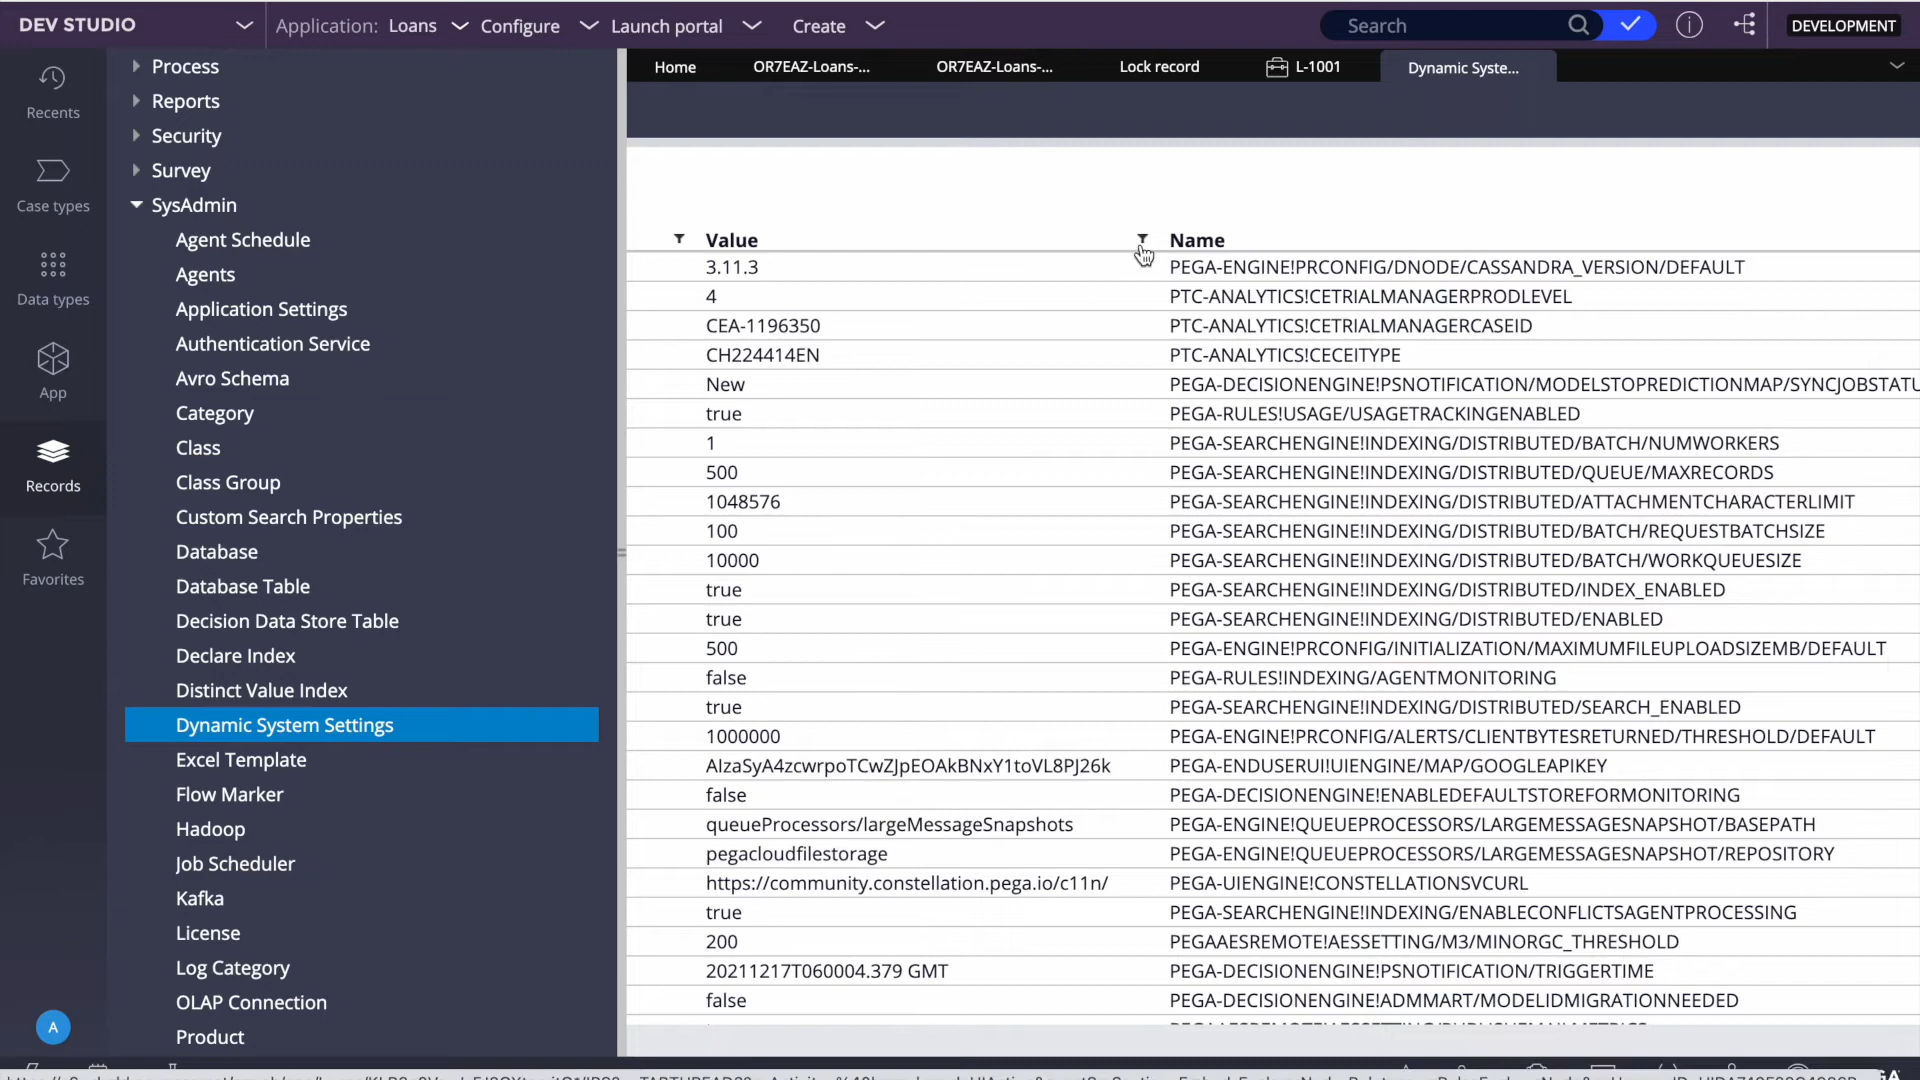 DEV STUDIO
Application: Loans
Configure
Launch portal
Create
Search
DEVELOPMENT
Recents
Case types
Data types
App
Records
Favorites
A
Process
Reports
Security
Survey
SysAdmin
Agent Schedule
Agents
Application Settings
Authentication Service
Avro Schema
Category
Class
Class Group
Custom Search Properties
Database
Database Table
Decision Data Store Table
Declare Index
Distinct Value Index
Dynamic System Settings
Excel Template
Flow Marker
Hadoop
Job Scheduler
Kafka
License
Log Category
OLAP Connection
Product
Home
OR7EAZ-Loans-...
OR7EAZ-Loans-...
Lock record
L-1001
Dynamic Syste...
Value Name
3.11.3 PEGA-ENGINE!PRCONFIG/DNODE/CASSANDRA_VERSION/DEFAULT
4 PTC-ANALYTICS!CETRIALMANAGERPRODLEVEL
CEA-1196350 PTC-ANALYTICS!CETRIALMANAGERCASEID
CH224414EN PTC-ANALYTICS!CECEITYPE
New PEGA-DECISIONENGINE!PSNOTIFICATION/MODELSTOPREDICTIONMAP/SYNCJOBSTATU
true PEGA-RULES!USAGE/USAGETRACKINGENABLED
1 PEGA-SEARCHENGINE!INDEXING/DISTRIBUTED/BATCH/NUMWORKERS
500 PEGA-SEARCHENGINE!INDEXING/DISTRIBUTED/QUEUE/MAXRECORDS
1048576 PEGA-SEARCHENGINE!INDEXING/DISTRIBUTED/ATTACHMENTCHARACTERLIMIT
100 PEGA-SEARCHENGINE!INDEXING/DISTRIBUTED/BATCH/REQUESTBATCHSIZE
10000 PEGA-SEARCHENGINE!INDEXING/DISTRIBUTED/BATCH/WORKQUEUESIZE
true PEGA-SEARCHENGINE!INDEXING/DISTRIBUTED/INDEX_ENABLED
true PEGA-SEARCHENGINE!INDEXING/DISTRIBUTED/ENABLED
500 PEGA-ENGINE!PRCONFIG/INITIALIZATION/MAXIMUMFILEUPLOADSIZEMB/DEFAULT
false PEGA-RULES!INDEXING/AGENTMONITORING
true PEGA-SEARCHENGINE!INDEXING/DISTRIBUTED/SEARCH_ENABLED
1000000 PEGA-ENGINE!PRCONFIG/ALERTS/CLIENTBYTESRETURNED/THRESHOLD/DEFAULT
AIzaSyA4zcwrpoTCwZJpEOAkBNxY1toVL8PJ26k PEGA-ENDUSERUI!UIENGINE/MAP/GOOGLEAPIKEY
false PEGA-DECISIONENGINE!ENABLEDEFAULTSTOREFORMONITORING
queueProcessors/largeMessageSnapshots PEGA-ENGINE!QUEUEPROCESSORS/LARGEMESSAGESNAPSHOT/BASEPATH
pegacloudfilestorage PEGA-ENGINE!QUEUEPROCESSORS/LARGEMESSAGESNAPSHOT/REPOSITORY
https://community.constellation.pega.io/c11n/ PEGA-UIENGINE!CONSTELLATIONSVCURL
true PEGA-SEARCHENGINE!INDEXING/ENABLECONFLICTSAGENTPROCESSING
200 PEGAAESREMOTE!AESSETTING/M3/MINORGC_THRESHOLD
20211217T060004.379 GMT PEGA-DECISIONENGINE!PSNOTIFICATION/TRIGGERTIME
false PEGA-DECISIONENGINE!ADMMART/MODELIDMIGRATIONNEEDED